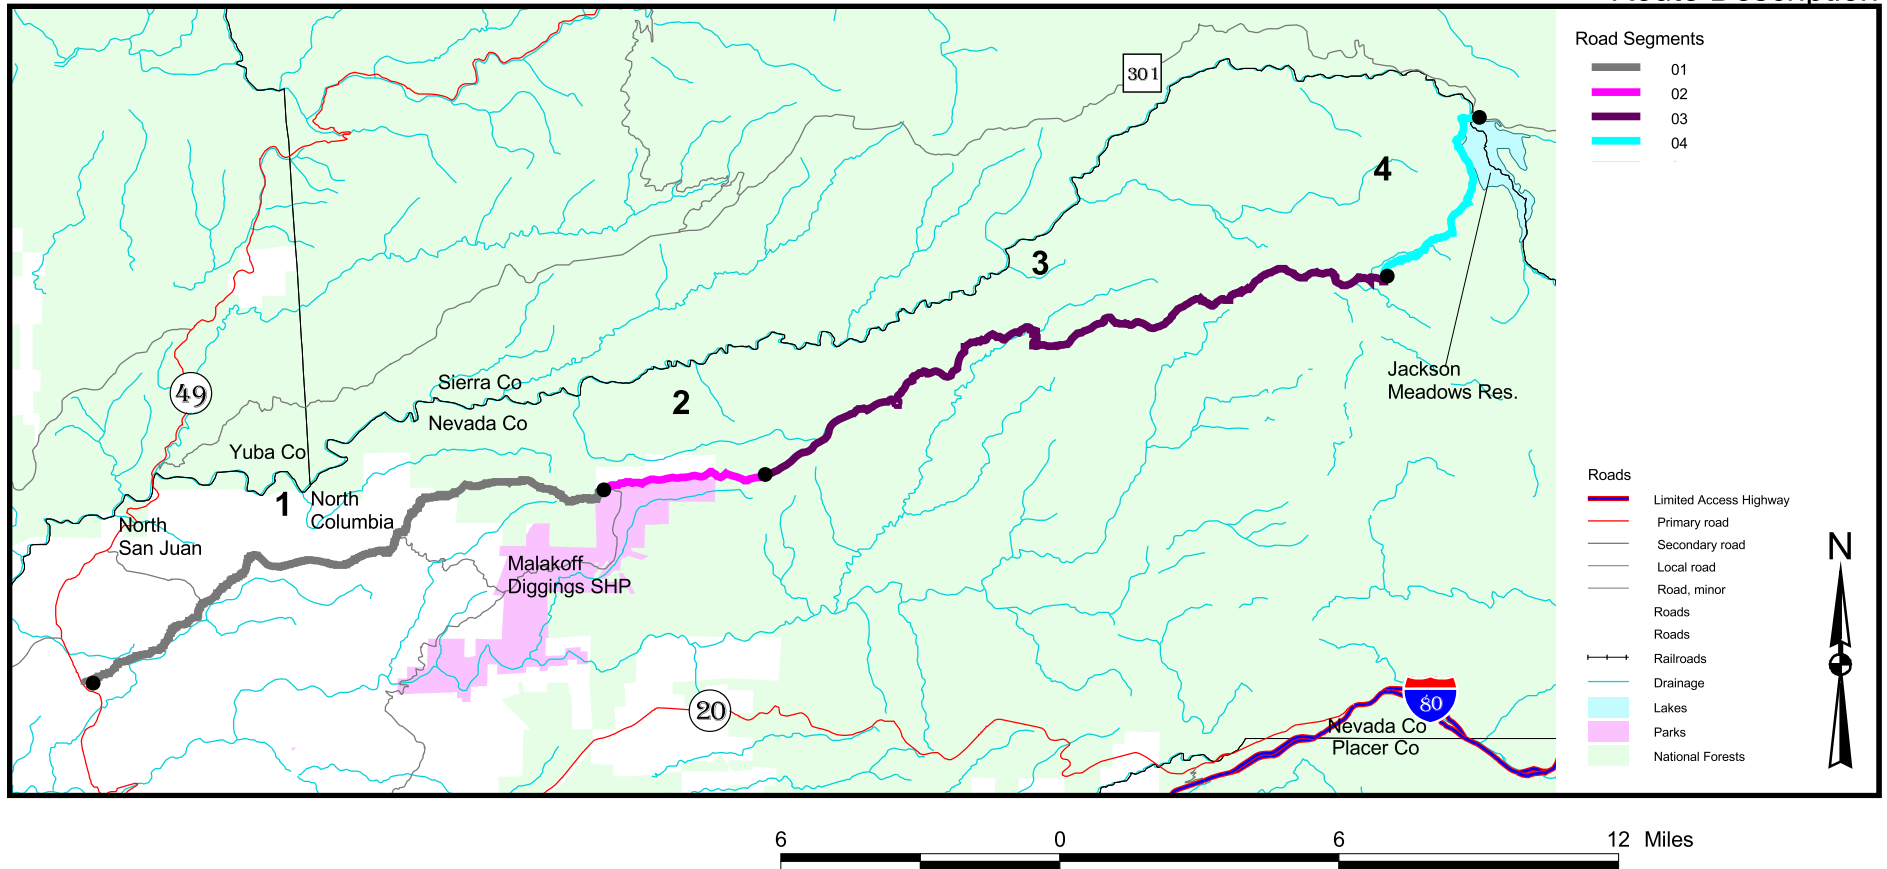 Route Description
Road Segments
01
02
03
04
301
4
3
49
Sierra Co
2
Nevada Co
Jackson
Meadows Res.
Yuba Co
1
North
Columbia
North
San Juan
Malakoff
Diggings SHP
20
80
Nevada Co
Placer Co
Roads
Limited Access Highway
Primary road
Secondary road
Local road
Road, minor
Roads
Roads
Railroads
Drainage
Lakes
Parks
National Forests
N
6 0 6 12 Miles